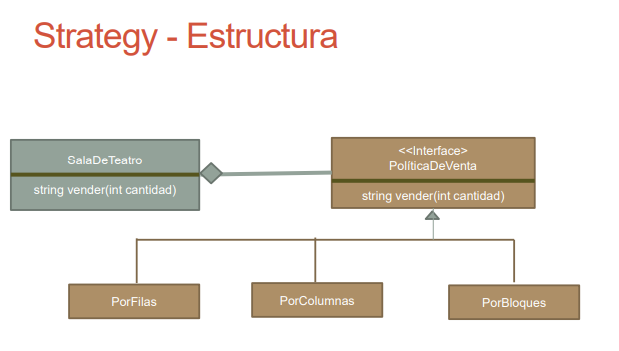 Strategy - Estructura
SalaDeTeatro
string vender(int cantidad)
<<Interface>
PolíticaDeVenta
string vender(int cantidad)
PorFilas
PorColumnas
PorBloques